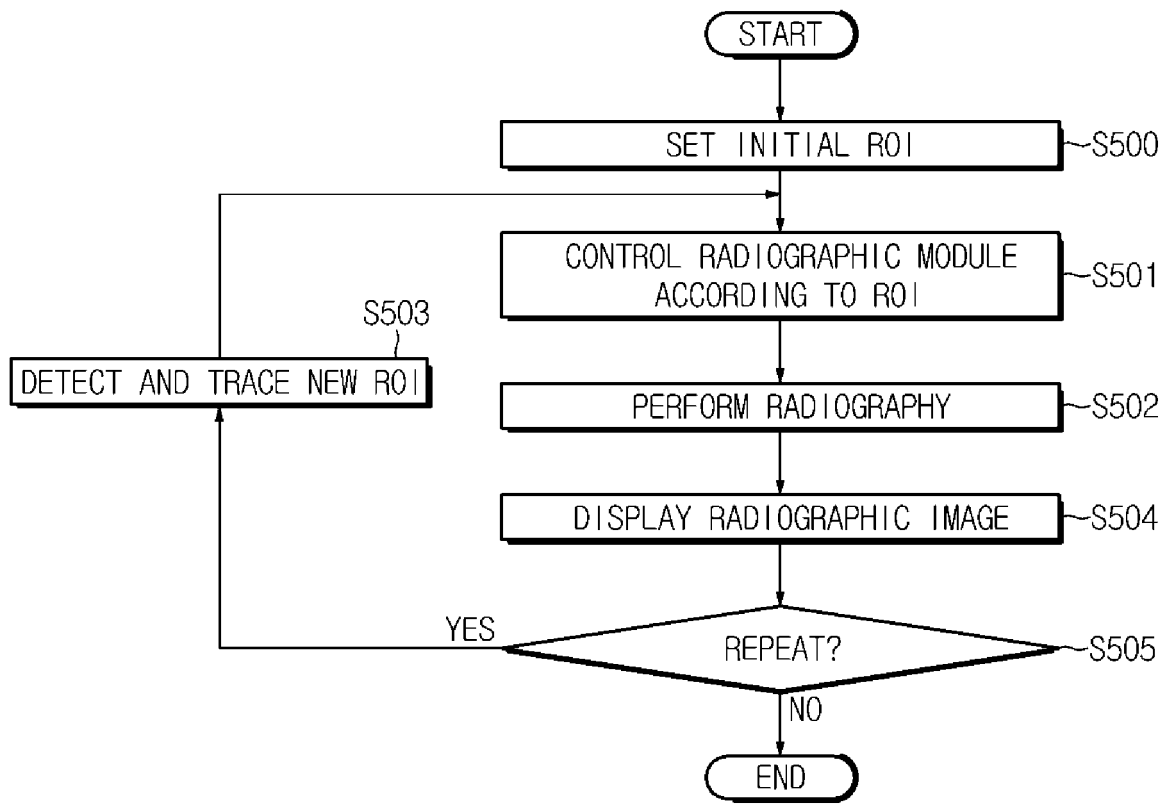 START
SET INITIAL ROI
S500
CONTROL RADIOGRAPHIC MODULE
ACCORDING TO ROI
S501
S503
DETECT AND TRACE NEW ROI
PERFORM RADIOGRAPHY
S502
DISPLAY RADIOGRAPHIC IMAGE
S504
YES
REPEAT?
S505
NO
END